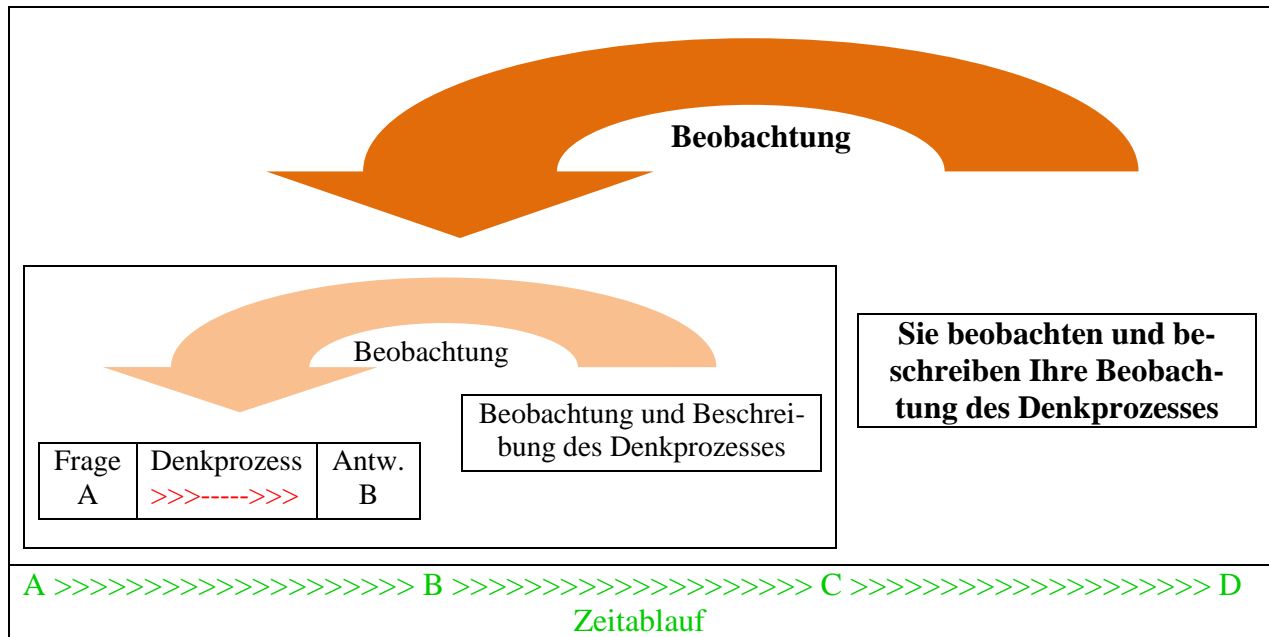 Beobachtung
Sie beobachten und be-
schreiben Ihre Beobach-
tung des Denkprozesses
Beobachtung
Beobachtung und Beschrei-
bung des Denkprozesses
Frage Denkprozess Antw.
A >>>----->>> B
A >>>>>>>>>>>>>>>>>>>> B >>>>>>>>>>>>>>>>>>>> C >>>>>>>>>>>>>>>>>>>> D
Zeitablauf